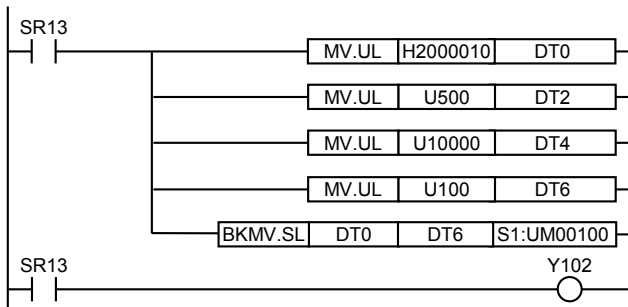 SR13
MV.UL H2000010 DT0
MV.UL U500 DT2
MV.UL U10000 DT4
MV.UL U100 DT6
BKMV.SL DT0 DT6 S1:UM00100
SR13 Y102